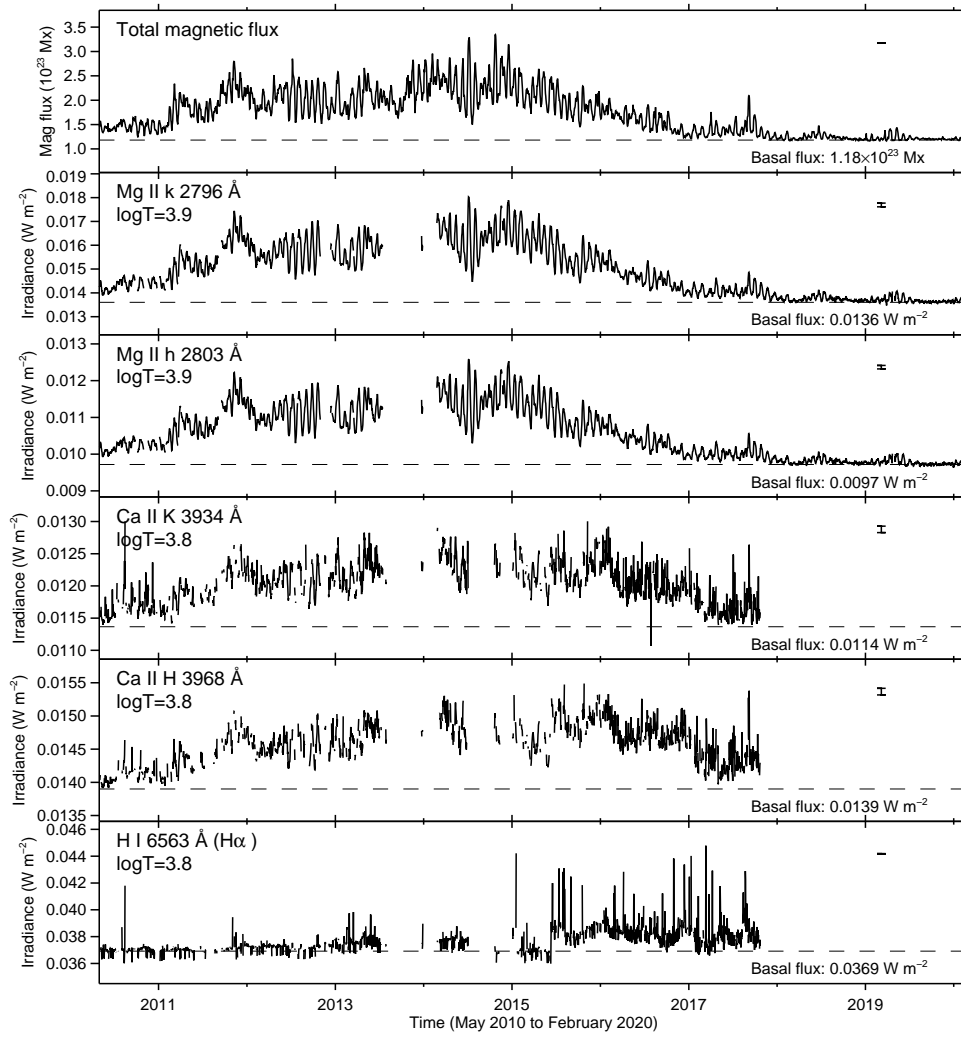 Total magnetic flux
Mag flux (10²³ Mx)
3.5
3.0
2.5
2.0
1.5
1.0
Basal flux: 1.18×10²³ Mx
Mg II k 2796 Å
logT=3.9
Irradiance (W m⁻²)
0.019
0.018
0.017
0.016
0.015
0.014
0.013
Basal flux: 0.0136 W m⁻²
Mg II h 2803 Å
logT=3.9
Irradiance (W m⁻²)
0.013
0.012
0.011
0.010
0.009
Basal flux: 0.0097 W m⁻²
Ca II K 3934 Å
logT=3.8
Irradiance (W m⁻²)
0.0130
0.0125
0.0120
0.0115
0.0110
Basal flux: 0.0114 W m⁻²
Ca II H 3968 Å
logT=3.8
Irradiance (W m⁻²)
0.0155
0.0150
0.0145
0.0140
0.0135
Basal flux: 0.0139 W m⁻²
H I 6563 Å (Hα )
logT=3.8
Irradiance (W m⁻²)
0.046
0.044
0.042
0.040
0.038
0.036
Basal flux: 0.0369 W m⁻²
2011 2013 2015 2017 2019
Time (May 2010 to February 2020)